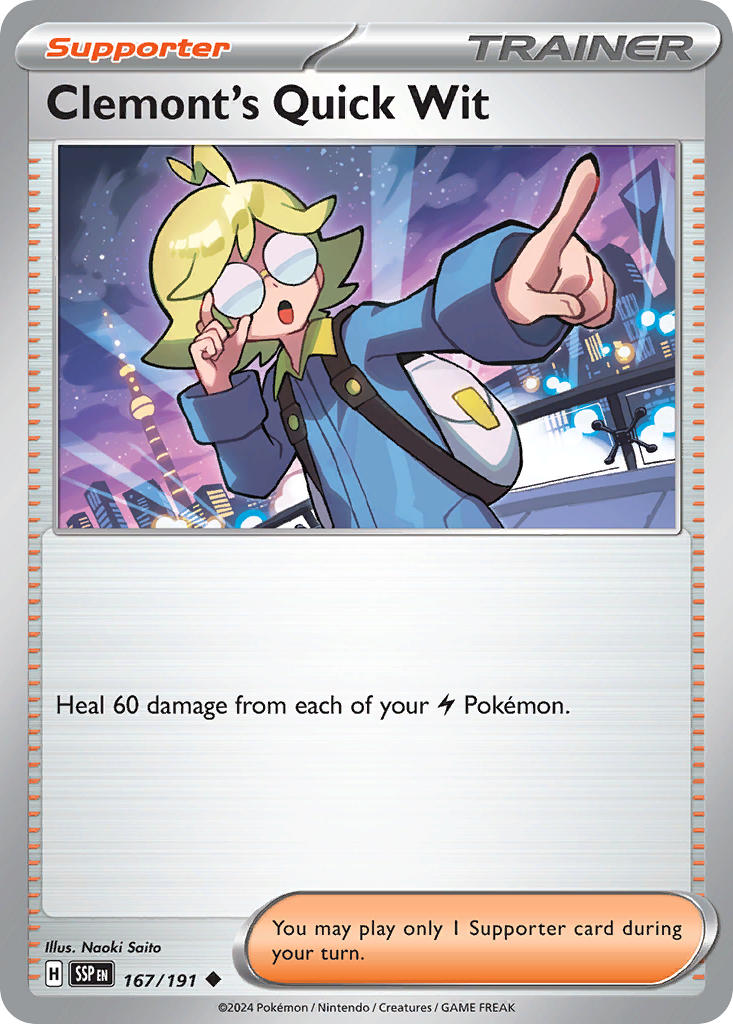 Supporter TRAINER
Clemont's Quick Wit
Heal 60 damage from each of your Pokémon.
You may play only 1 Supporter card during
your turn.
Illus. Naoki Saito
H SSP EN 167/191
©2024 Pokémon / Nintendo / Creatures / GAME FREAK